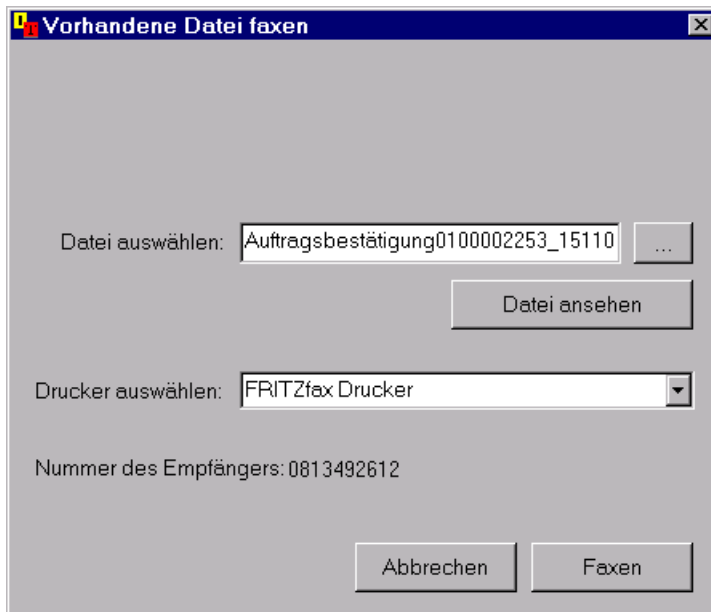 Vorhandene Datei faxen
Datei auswählen: Auftragsbestätigung0100002253_15110 ...
Datei ansehen
Drucker auswählen: FRITZfax Drucker
Nummer des Empfängers: 0813492612
Abbrechen Faxen